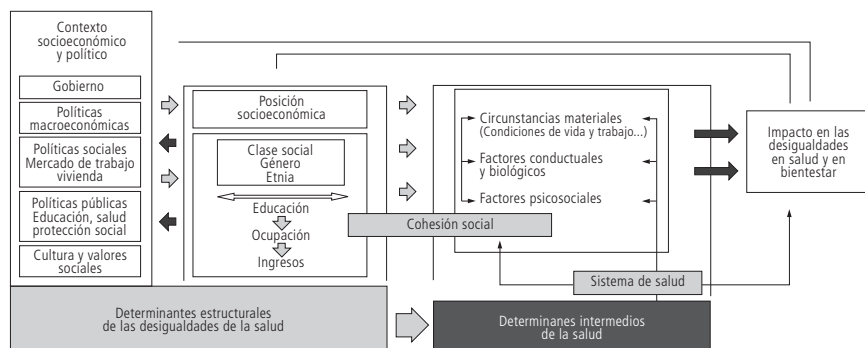 Contexto
socioeconómico
y político
Gobierno
Políticas
macroeconómicas
Políticas sociales
Mercado de trabajo
vivienda
Políticas públicas
Educación, salud
protección social
Cultura y valores
sociales
Posición
socioeconómica
Clase social
Género
Etnia
Educación
Ocupación
Ingresos
Cohesión social
Circunstancias materiales
(Condiciones de vida y trabajo...)
Factores conductuales
y biológicos
Factores psicosociales
Sistema de salud
Impacto en las
desigualdades
en salud y en
bientestar
Determinantes estructurales
de las desigualdades de la salud
Determinanes intermedios
de la salud